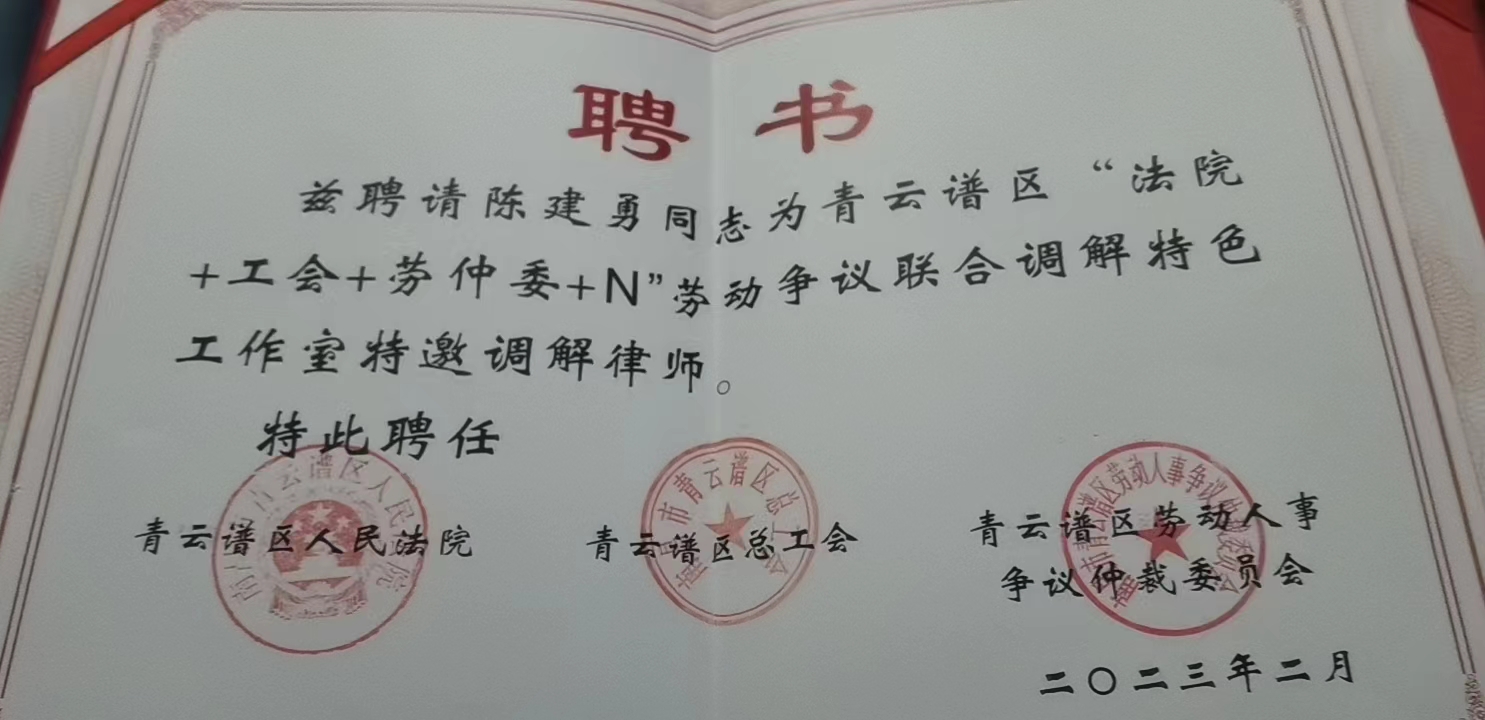 聘书
兹聘请陈建勇同志为青云谱区“法院
+工会+劳仲委+N”劳动争议联合调解特色
工作室特邀调解律师。
特此聘任
青云谱区人民法院
青云谱区总工会
青云谱区劳动人事
争议仲裁委员会
二〇二三年二月